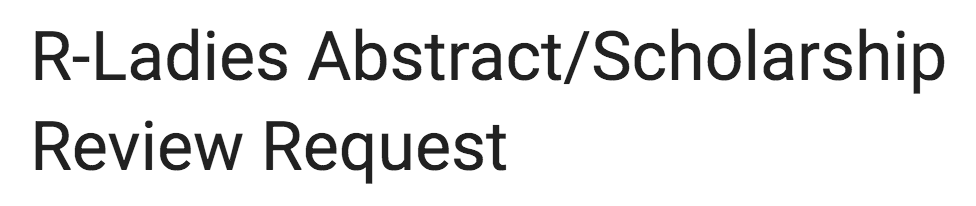 R-Ladies Abstract/Scholarship
Review Request